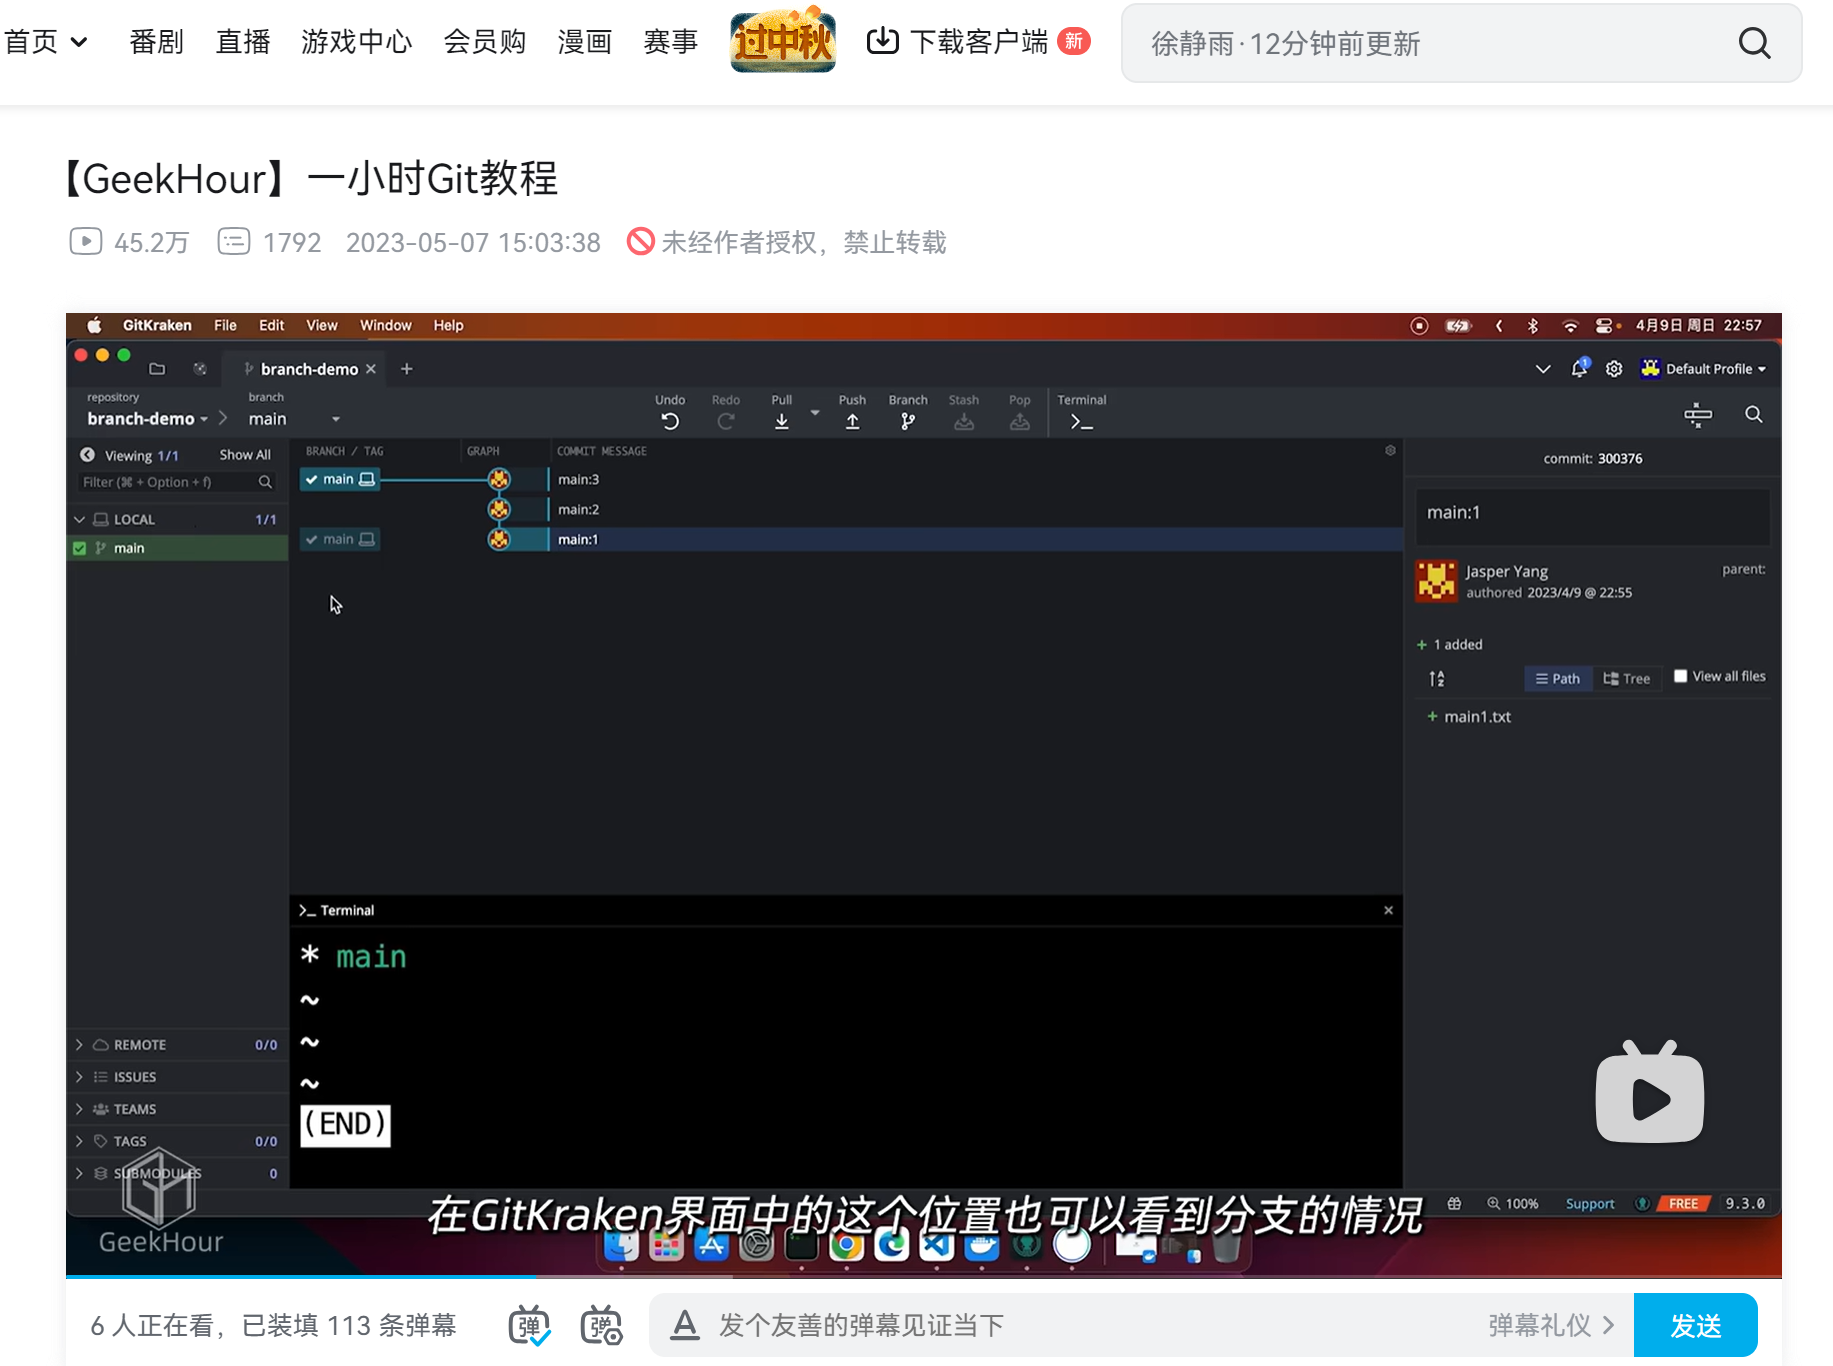 首页 番剧 直播 游戏中心 会员购 漫画 赛事 过中秋 下载客户端 新 徐静雨·12分钟前更新
【GeekHour】一小时Git教程
45.2万 1792 2023-05-07 15:03:38 未经作者授权，禁止转载
GitKraken File Edit View Window Help 4月9日 周日 22:57
branch-demo 1 Default Profile
repository branch Undo Redo Pull Push Branch Stash Pop Terminal
branch-demo main
Viewing 1/1 Show All BRANCH / TAG GRAPH COMMIT MESSAGE commit: 300376
Filter (⌘ + Option + f) main main:3
main:2
LOCAL 1/1 main main:1 main:1
main
Jasper Yang parent:
authored 2023/4/9 @ 22:55
1 added
Path Tree View all files
main1.txt
Terminal
* main
~
~
~
(END)
REMOTE 0/0
ISSUES
TEAMS
TAGS 0/0
SUBMODULES 0
在GitKraken界面中的这个位置也可以看到分支的情况
100% Support FREE 9.3.0
GeekHour
6 人正在看，已装填 113 条弹幕 弹 弹 发个友善的弹幕见证当下 弹幕礼仪 发送